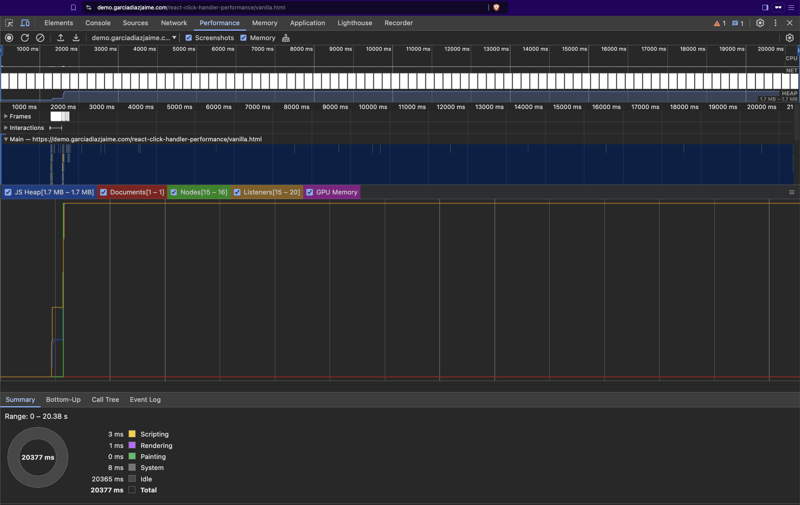 demo.garciadiazjaime.com/react-click-handler-performance/vanilla.html
Elements Console Sources Network Performance Memory Application Lighthouse Recorder 1 1
demo.garciadiazjaime.c... Screenshots Memory
1000 ms 2000 ms 3000 ms 4000 ms 5000 ms 6000 ms 7000 ms 8000 ms 9000 ms 10000 ms 11000 ms 12000 ms 13000 ms 14000 ms 15000 ms 16000 ms 17000 ms 18000 ms 19000 ms 20000 ms
CPU
NET
HEAP
1.7 MB – 1.7 MB
1000 ms 2000 ms 3000 ms 4000 ms 5000 ms 6000 ms 7000 ms 8000 ms 9000 ms 10000 ms 11000 ms 12000 ms 13000 ms 14000 ms 15000 ms 16000 ms 17000 ms 18000 ms 19000 ms 20000 ms 21
Frames
Interactions
Main — https://demo.garciadiazjaime.com/react-click-handler-performance/vanilla.html
JS Heap[1.7 MB – 1.7 MB] Documents[1 – 1] Nodes[15 – 16] Listeners[15 – 20] GPU Memory
Summary Bottom-Up Call Tree Event Log
Range: 0 – 20.38 s
20377 ms
3 ms Scripting
1 ms Rendering
0 ms Painting
8 ms System
20365 ms Idle
20377 ms Total